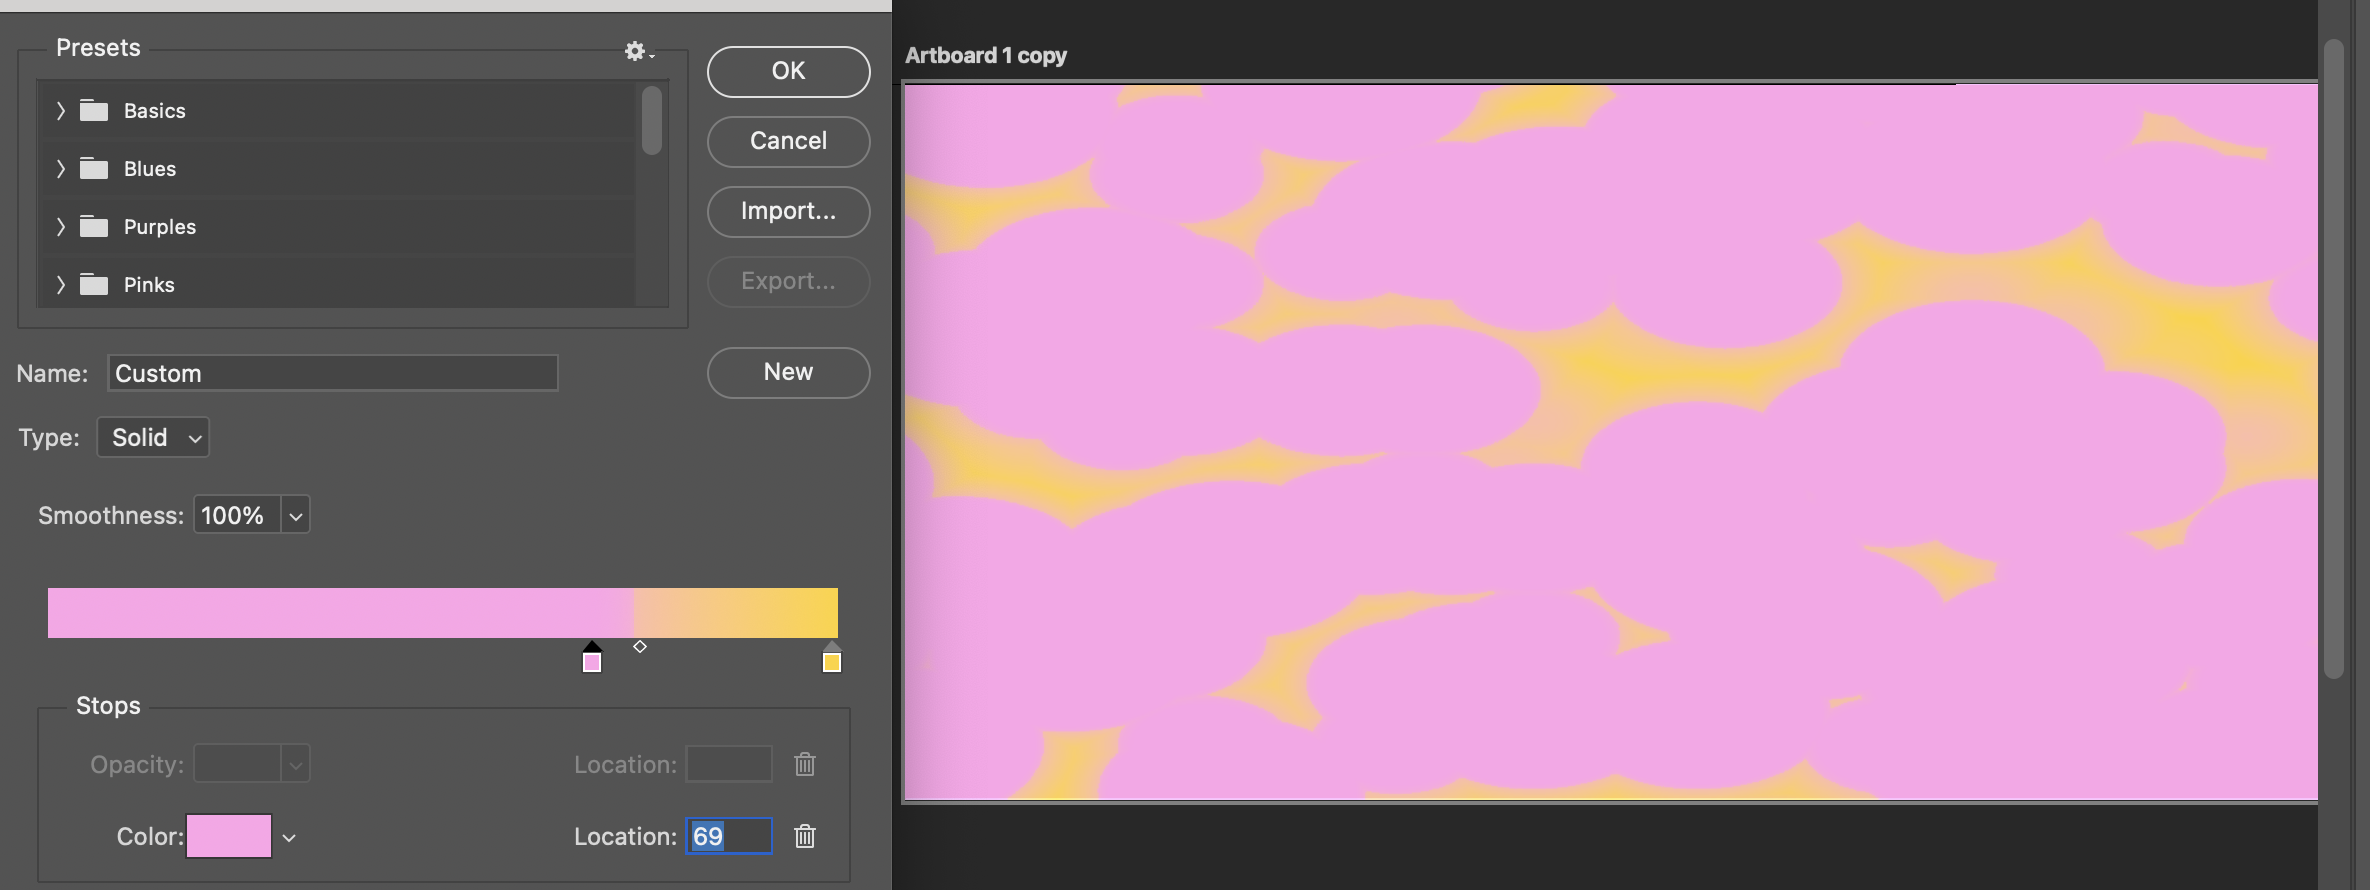 Presets
Basics
Blues
Purples
Pinks
OK
Cancel
Import...
Export...
New
Name: Custom
Type: Solid
Smoothness: 100%
Stops
Opacity: Location:
Color: Location: 69
Artboard 1 copy